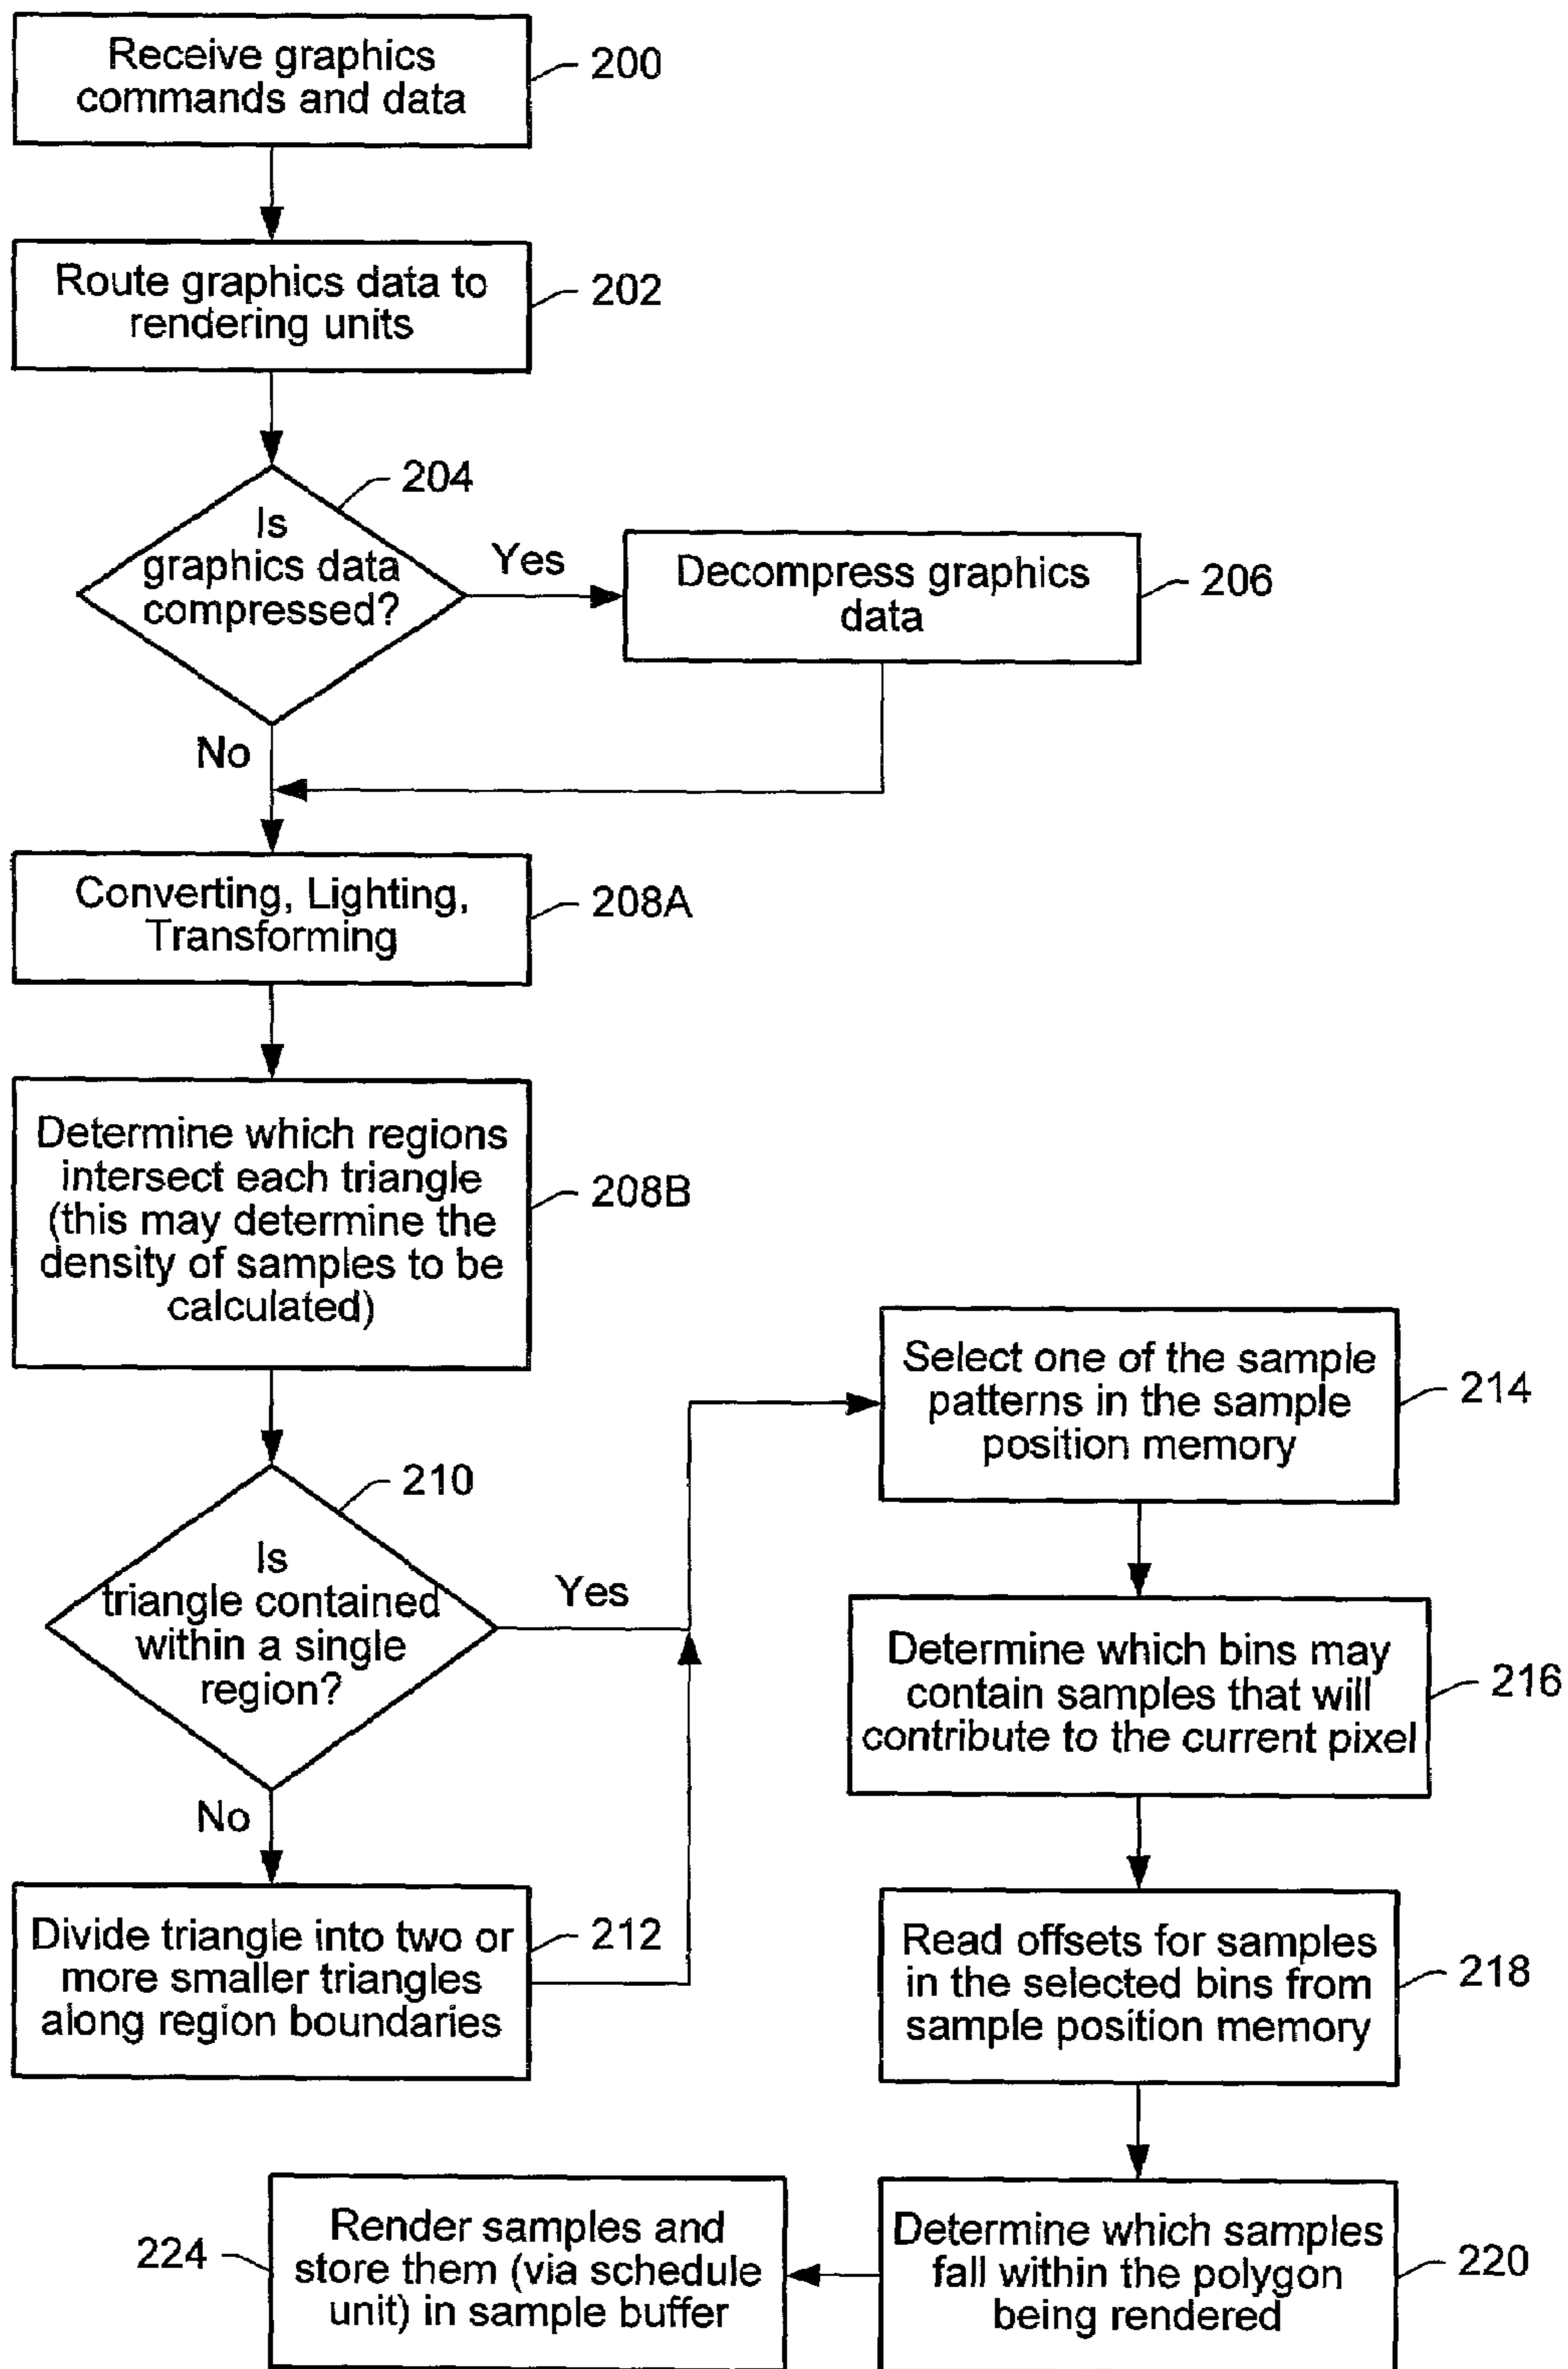 Receive graphics
commands and data
200
Route graphics data to
rendering units
202
204
Is
graphics data
compressed?
Yes
Decompress graphics
data
206
No
Converting, Lighting,
Transforming
208A
Determine which regions
intersect each triangle
(this may determine the
density of samples to be
calculated)
208B
210
Is
triangle contained
within a single
region?
Yes
No
Divide triangle into two or
more smaller triangles
along region boundaries
212
Select one of the sample
patterns in the sample
position memory
214
Determine which bins may
contain samples that will
contribute to the current pixel
216
Read offsets for samples
in the selected bins from
sample position memory
218
Determine which samples
fall within the polygon
being rendered
220
Render samples and
store them (via schedule
unit) in sample buffer
224